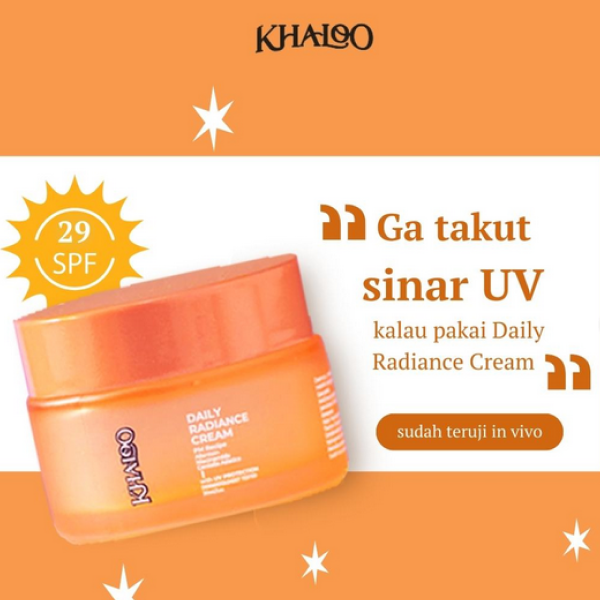 KHALOO
29
SPF
Ga takut
sinar UV
kalau pakai Daily
Radiance Cream
sudah teruji in vivo
KHALOO
DAILY
RADIANCE
CREAM